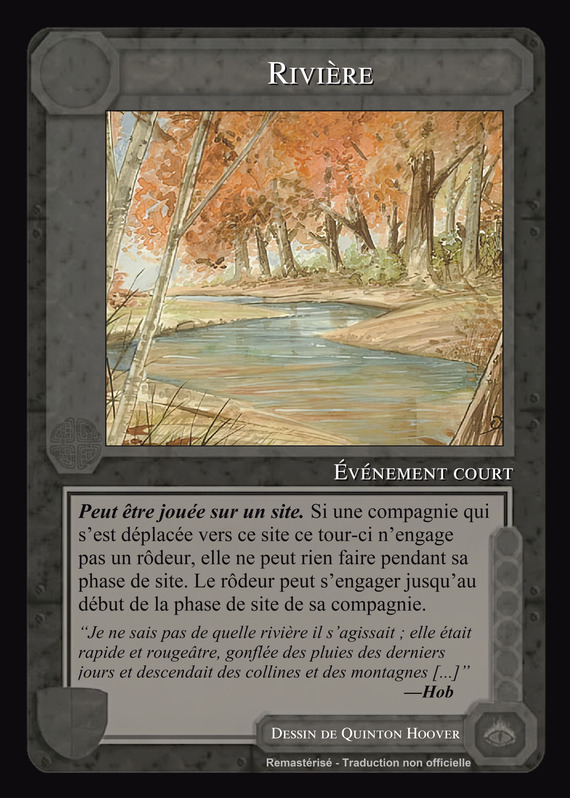 Rivière
Événement court
Peut être jouée sur un site. Si une compagnie qui
s’est déplacée vers ce site ce tour-ci n’engage
pas un rôdeur, elle ne peut rien faire pendant sa
phase de site. Le rôdeur peut s’engager jusqu’au
début de la phase de site de sa compagnie.
“Je ne sais pas de quelle rivière il s’agissait ; elle était
rapide et rougeâtre, gonflée des pluies des derniers
jours et descendait des collines et des montagnes [...]”
—Hob
Dessin de Quinton Hoover
Remastérisé - Traduction non officielle